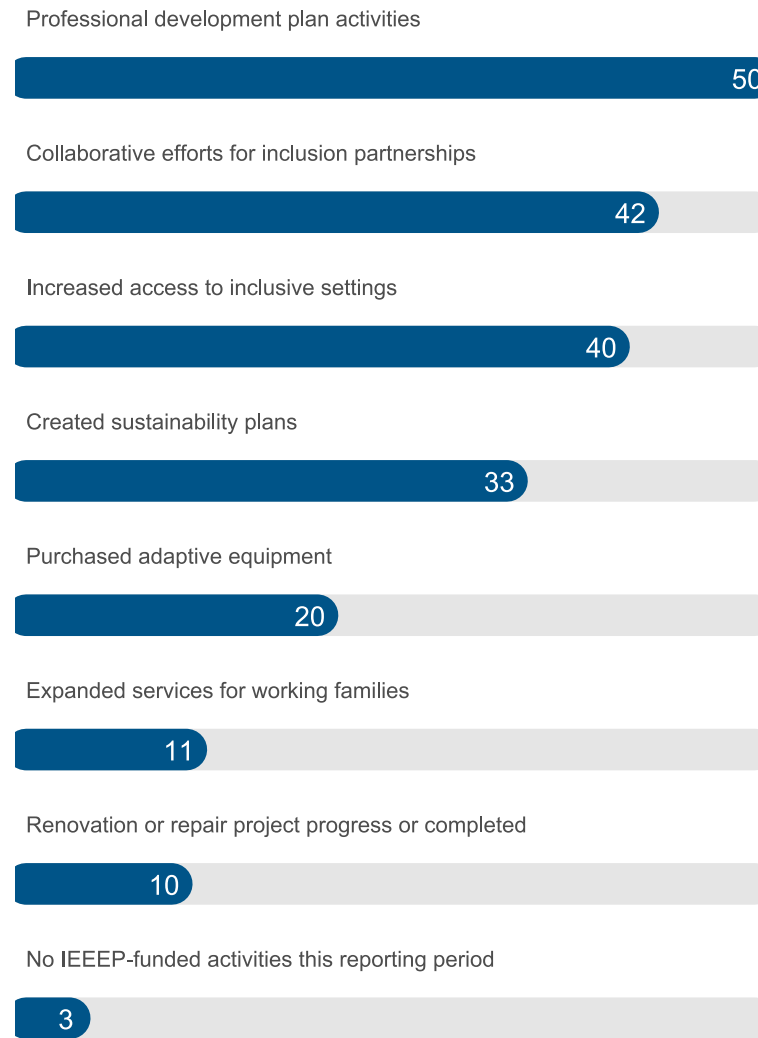 Professional development plan activities
50
Collaborative efforts for inclusion partnerships
42
Increased access to inclusive settings
40
Created sustainability plans
33
Purchased adaptive equipment
20
Expanded services for working families
11
Renovation or repair project progress or completed
10
No IEEEP-funded activities this reporting period
3